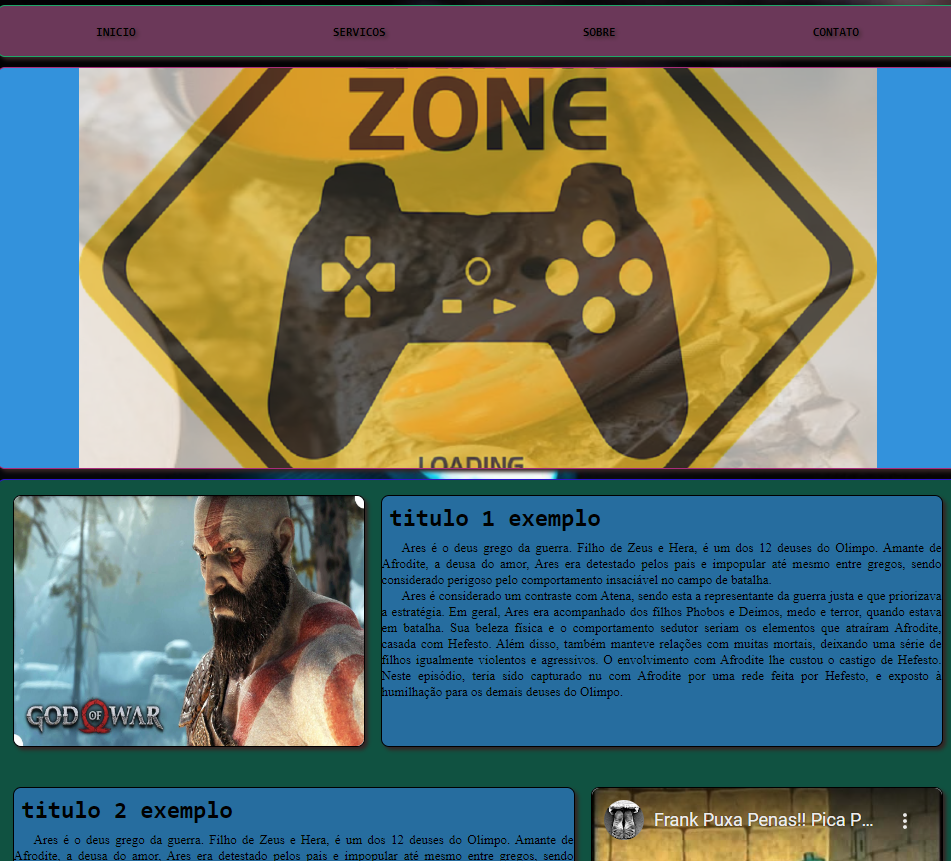 INICIO SERVICOS SOBRE CONTATO
ZONE
LOADING
GOD OF WAR
titulo 1 exemplo
Ares é o deus grego da guerra. Filho de Zeus e Hera, é um dos 12 deuses do Olimpo. Amante de
Afrodite, a deusa do amor, Ares era detestado pelos pais e impopular até mesmo entre gregos, sendo
considerado perigoso pelo comportamento insaciável no campo de batalha.
Ares é considerado um contraste com Atena, sendo esta a representante da guerra justa e que priorizava
a estratégia. Em geral, Ares era acompanhado dos filhos Phobos e Deimos, medo e terror, quando estava
em batalha. Sua beleza física e o comportamento sedutor seriam os elementos que atraíram Afrodite,
casada com Hefesto. Além disso, também manteve relações com muitas mortais, deixando uma série de
filhos igualmente violentos e agressivos. O envolvimento com Afrodite lhe custou o castigo de Hefesto.
Neste episódio, teria sido capturado nu com Afrodite por uma rede feita por Hefesto, e exposto à
humilhação para os demais deuses do Olimpo.
titulo 2 exemplo
Ares é o deus grego da guerra. Filho de Zeus e Hera, é um dos 12 deuses do Olimpo. Amante de
Afrodite, a deusa do amor, Ares era detestado pelos pais e impopular até mesmo entre gregos, sendo
Frank Puxa Penas!! Pica P...